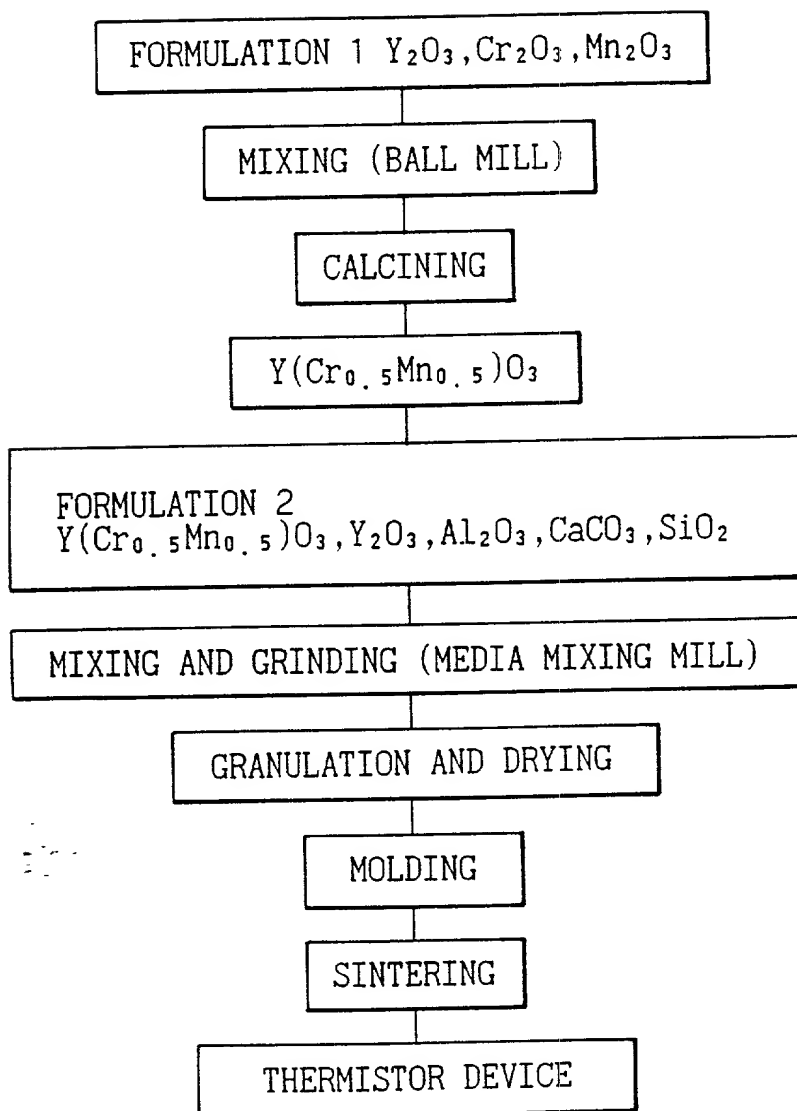 FORMULATION 1 Y₂O₃,Cr₂O₃,Mn₂O₃
MIXING (BALL MILL)
CALCINING
Y(Cr₀.₅Mn₀.₅)O₃
FORMULATION 2
Y(Cr₀.₅Mn₀.₅)O₃,Y₂O₃,Al₂O₃,CaCO₃,SiO₂
MIXING AND GRINDING (MEDIA MIXING MILL)
GRANULATION AND DRYING
MOLDING
SINTERING
THERMISTOR DEVICE